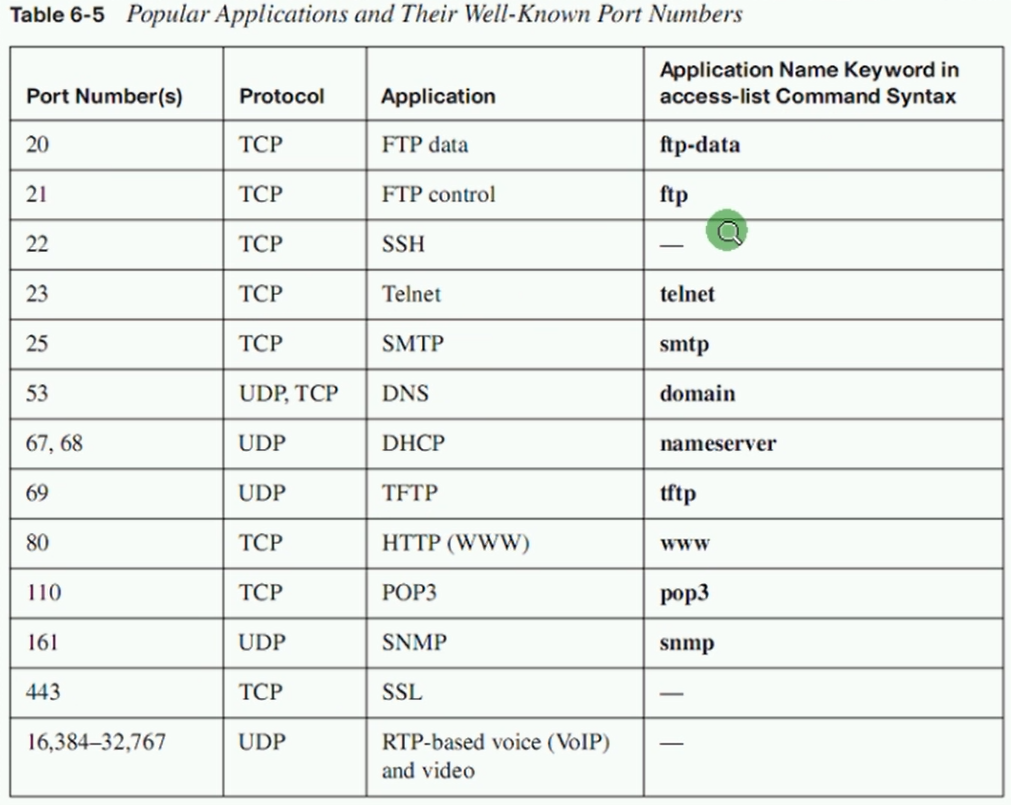 Table 6-5 Popular Applications and Their Well-Known Port Numbers
Port Number(s) Protocol Application Application Name Keyword in access-list Command Syntax
20 TCP FTP data ftp-data
21 TCP FTP control ftp
22 TCP SSH —
23 TCP Telnet telnet
25 TCP SMTP smtp
53 UDP, TCP DNS domain
67, 68 UDP DHCP nameserver
69 UDP TFTP tftp
80 TCP HTTP (WWW) www
110 TCP POP3 pop3
161 UDP SNMP snmp
443 TCP SSL —
16,384–32,767 UDP RTP-based voice (VoIP) and video —